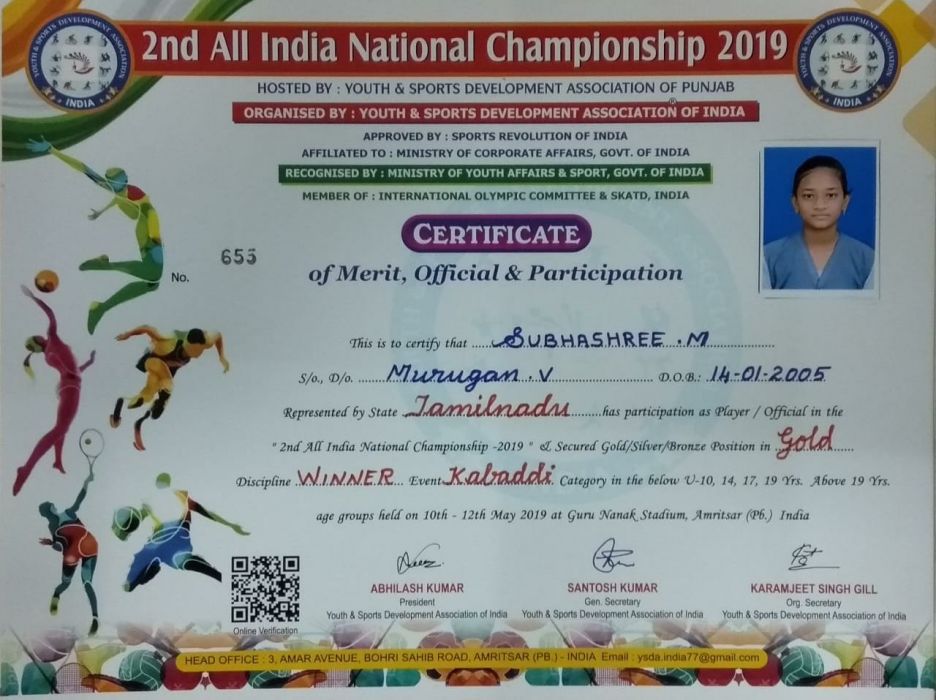 2nd All India National Championship 2019
YOUTH & SPORTS DEVELOPMENT ASSOCIATION
INDIA
YOUTH & SPORTS DEVELOPMENT ASSOCIATION
INDIA
HOSTED BY : YOUTH & SPORTS DEVELOPMENT ASSOCIATION OF PUNJAB
ORGANISED BY : YOUTH & SPORTS DEVELOPMENT ASSOCIATION OF INDIA
APPROVED BY : SPORTS REVOLUTION OF INDIA
AFFILIATED TO : MINISTRY OF CORPORATE AFFAIRS, GOVT. OF INDIA
RECOGNISED BY : MINISTRY OF YOUTH AFFAIRS & SPORT, GOVT. OF INDIA
MEMBER OF : INTERNATIONAL OLYMPIC COMMITTEE & SKATD, INDIA
CERTIFICATE
No. 653
of Merit, Official & Participation
This is to certify that ......SUBHASHREE . M..................
S/o., D/o. ......Murugan . V.......................... D.O.B.: 14-01-2005
Represented by State ..Tamilnadu.........has participation as Player / Official in the
" 2nd All India National Championship -2019 " & Secured Gold/Silver/Bronze Position in .Gold.....
Discipline ..WINNER... Event Kabaddi. Category in the below U-10, 14, 17, 19 Yrs. Above 19 Yrs.
age groups held on 10th - 12th May 2019 at Guru Nanak Stadium, Amritsar (Pb.) India
ABHILASH KUMAR
President
Youth & Sports Development Association of India
SANTOSH KUMAR
Gen. Secretary
Youth & Sports Development Association of India
KARAMJEET SINGH GILL
Org. Secretary
Youth & Sports Development Association of India
Online Verification
HEAD OFFICE : 3, AMAR AVENUE, BOHRI SAHIB ROAD, AMRITSAR (PB.) - INDIA Email : ysda.india77@gmail.com